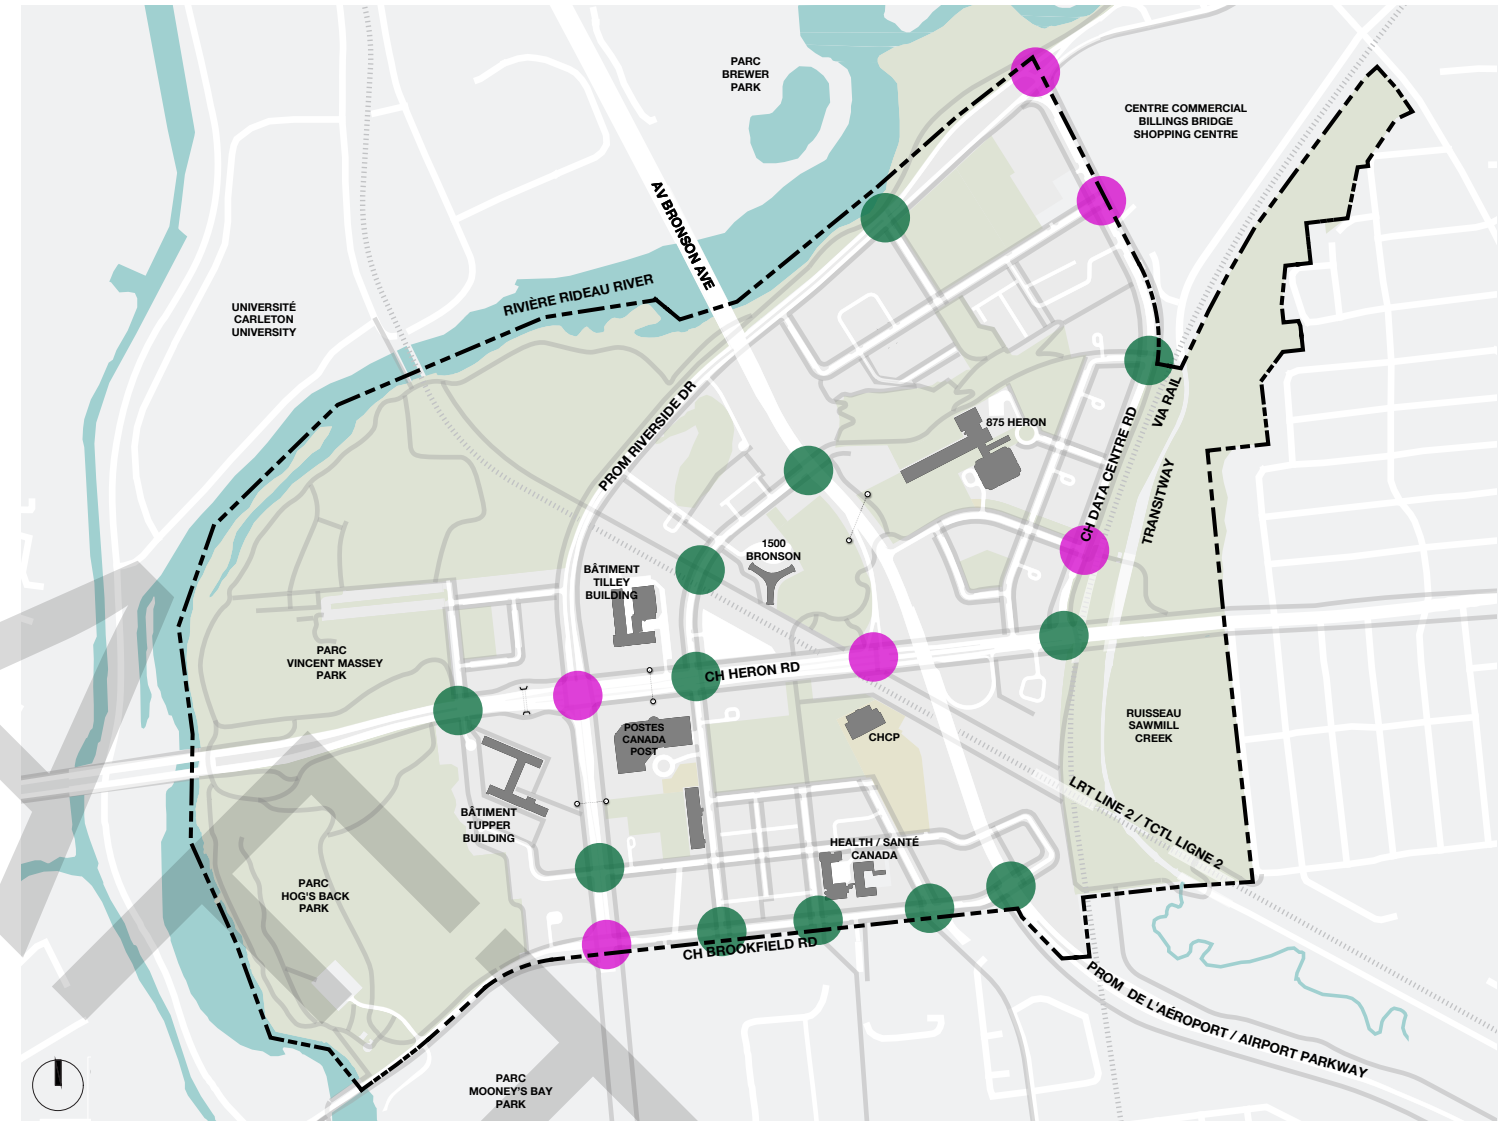 PARC
BREWER
PARK
CENTRE COMMERCIAL
BILLINGS BRIDGE
SHOPPING CENTRE
AV BRONSON AVE
RIVIÈRE RIDEAU RIVER
UNIVERSITÉ
CARLETON
UNIVERSITY
PROM RIVERSIDE DR
875 HERON
VIA RAIL
CH DATA CENTRE RD
TRANSITWAY
1500
BRONSON
BÂTIMENT
TILLEY
BUILDING
PARC
VINCENT MASSEY
PARK
CH HERON RD
POSTES
CANADA
POST
CHCP
RUISSEAU
SAWMILL
CREEK
LRT LINE 2 / TCTL LIGNE 2
BÂTIMENT
TUPPER
BUILDING
HEALTH / SANTÉ
CANADA
PARC
HOG'S BACK
PARK
CH BROOKFIELD RD
PROM DE L'AÉROPORT / AIRPORT PARKWAY
PARC
MOONEY'S BAY
PARK